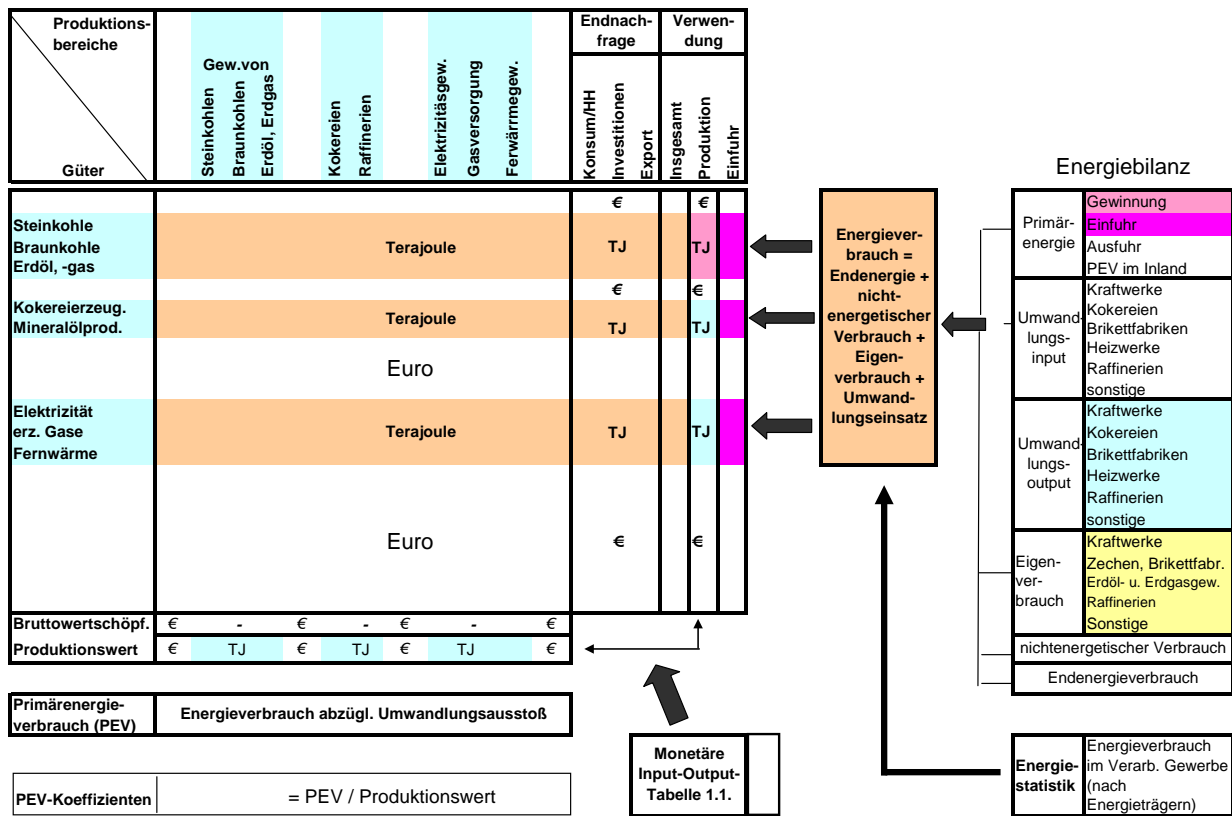 Produktions-
bereiche
Güter
Gew.von
Steinkohlen
Braunkohlen
Erdöl, Erdgas
Kokereien
Raffinerien
Elektrizitäsgew.
Gasversorgung
Ferwärrmegew.
Endnach-
frage
Verwen-
dung
Konsum/HH
Investitionen
Export
Insgesamt
Produktion
Einfuhr
€ €
Steinkohle
Braunkohle
Erdöl, -gas
Terajoule TJ TJ
€ €
Kokereierzeug.
Mineralölprod.
Terajoule TJ TJ
Euro
Elektrizität
erz. Gase
Fernwärme
Terajoule TJ TJ
Euro € €
Bruttowertschöpf. € - € - € - €
Produktionswert € TJ € TJ € TJ €
Primärenergie-
verbrauch (PEV)
Energieverbrauch abzügl. Umwandlungsausstoß
PEV-Koeffizienten = PEV / Produktionswert
Monetäre
Input-Output-
Tabelle 1.1.
Energiever-
brauch =
Endenergie +
nicht-
energetischer
Verbrauch +
Eigen-
verbrauch +
Umwand-
lungseinsatz
Energiebilanz
Primär-
energie
Gewinnung
Einfuhr
Ausfuhr
PEV im Inland
Umwand-
lungs-
input
Kraftwerke
Kokereien
Brikettfabriken
Heizwerke
Raffinerien
sonstige
Umwand-
lungs-
output
Kraftwerke
Kokereien
Brikettfabriken
Heizwerke
Raffinerien
sonstige
Eigen-
ver-
brauch
Kraftwerke
Zechen, Brikettfabr.
Erdöl- u. Erdgasgew.
Raffinerien
Sonstige
nichtenergetischer Verbrauch
Endenergieverbrauch
Energie-
statistik
Energieverbrauch
im Verarb. Gewerbe
(nach
Energieträgern)